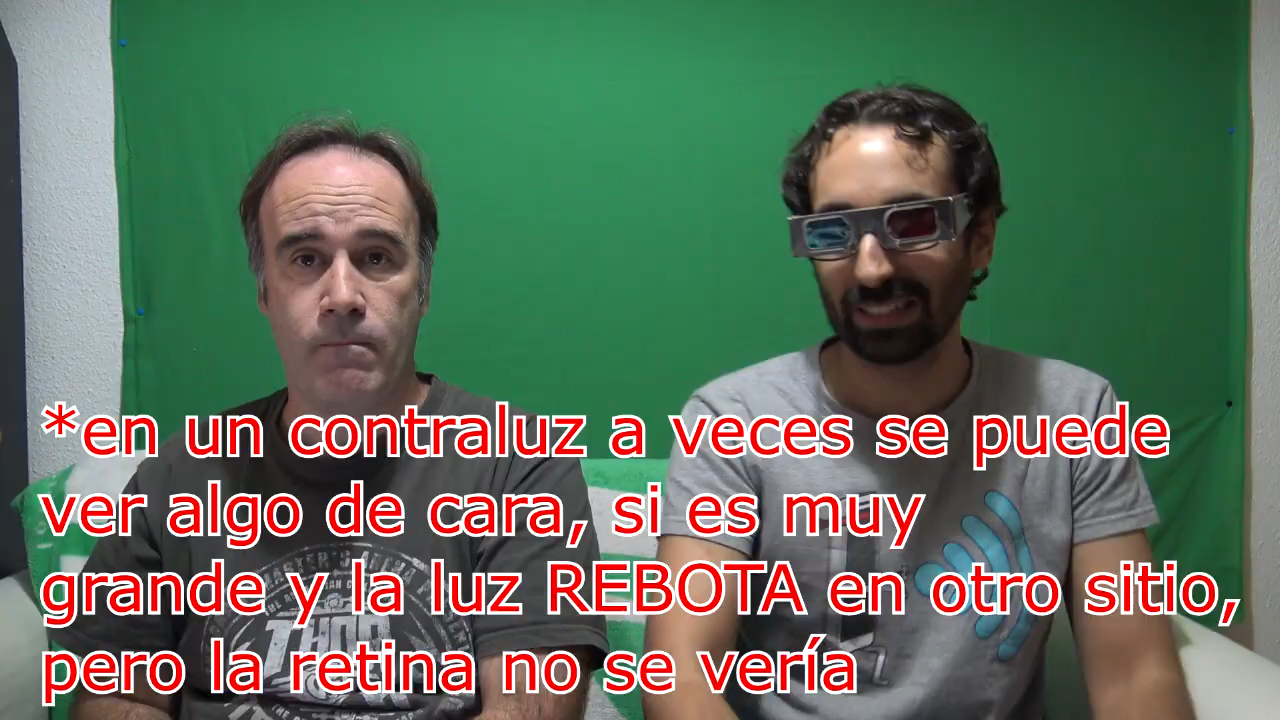 *en un contraluz a veces se puede
ver algo de cara, si es muy
grande y la luz REBOTA en otro sitio,
pero la retina no se vería
THOR